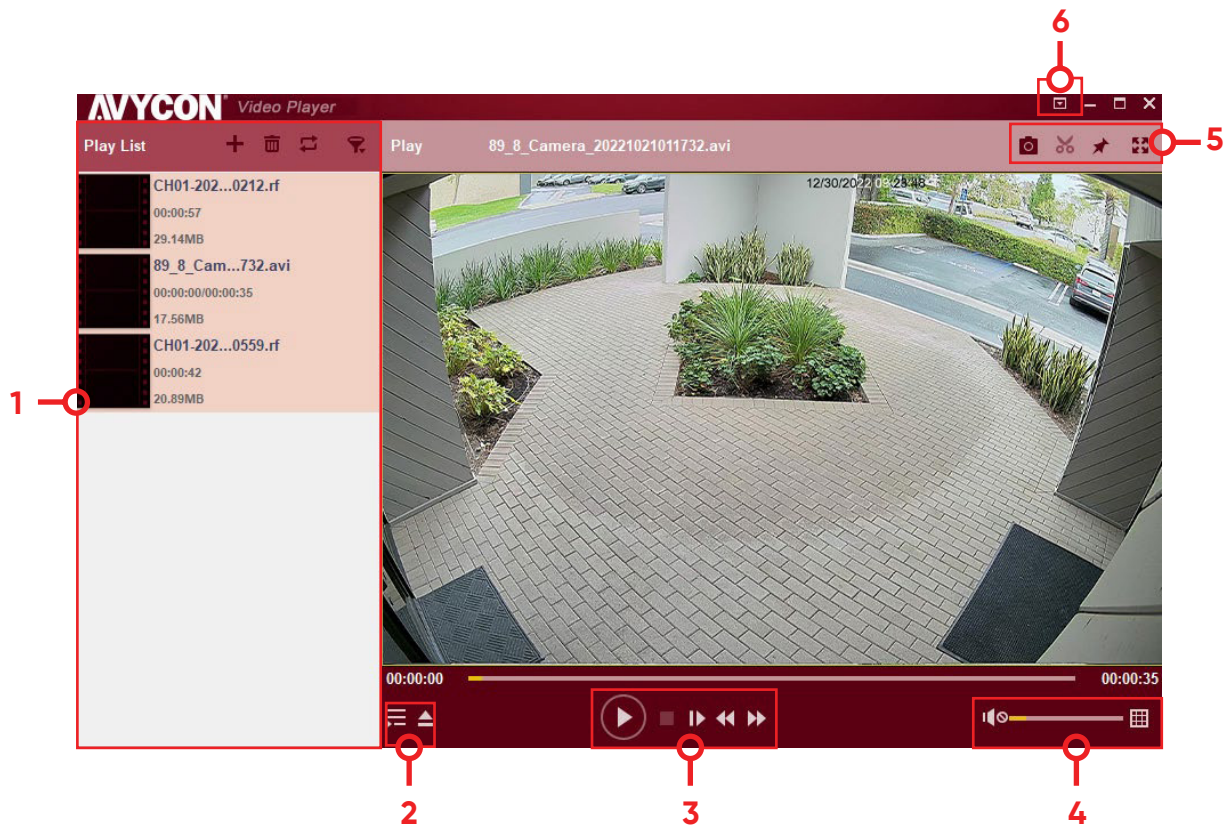 6
AVYCON Video Player
Play List
Play 89_8_Camera_20221021011732.avi
5
CH01-202...0212.rf
00:00:57
29.14MB
89_8_Cam...732.avi
00:00:00/00:00:35
17.56MB
CH01-202...0559.rf
00:00:42
20.89MB
1
00:00:00
00:00:35
2
3
4